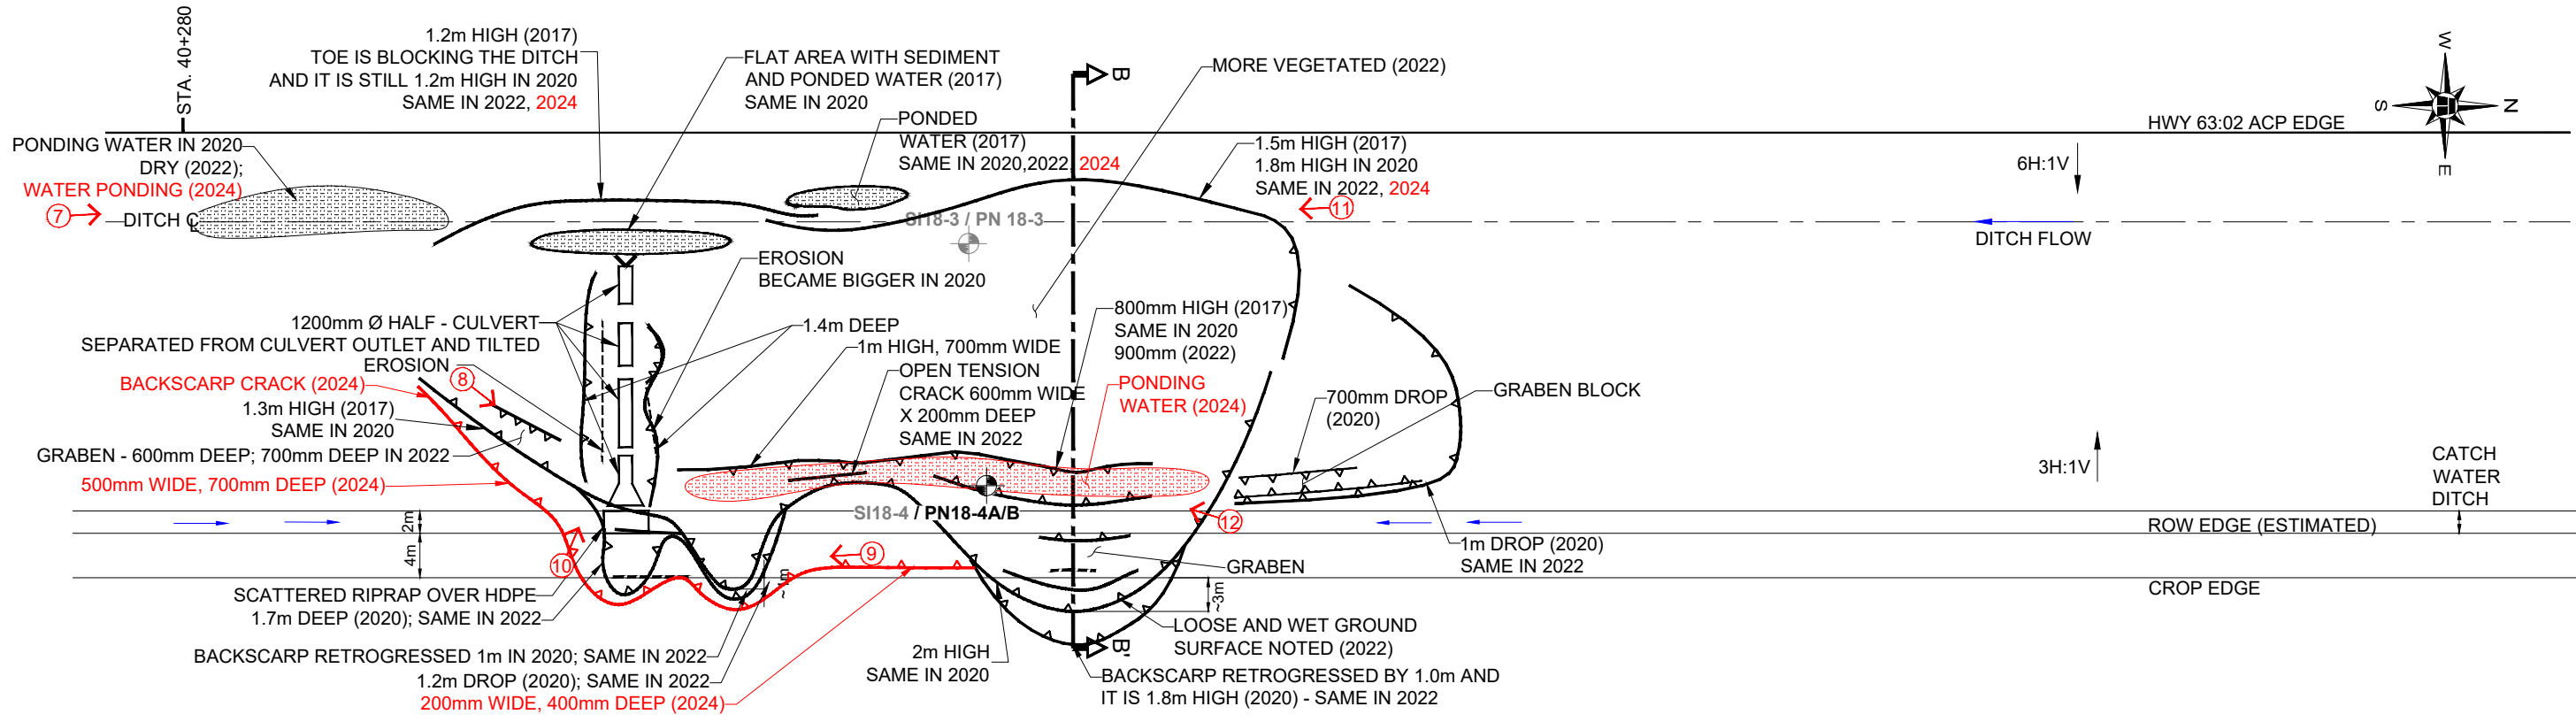 STA. 40+280
1.2m HIGH (2017)
TOE IS BLOCKING THE DITCH
AND IT IS STILL 1.2m HIGH IN 2020
SAME IN 2022, 2024
FLAT AREA WITH SEDIMENT
AND PONDED WATER (2017)
SAME IN 2020
PONDED
WATER (2017)
SAME IN 2020,2022, 2024
B
MORE VEGETATED (2022)
1.5m HIGH (2017)
1.8m HIGH IN 2020
SAME IN 2022, 2024
HWY 63:02 ACP EDGE
W
S
N
E
6H:1V
PONDING WATER IN 2020
DRY (2022);
WATER PONDING (2024)
7
DITCH
SI18-3 / PN 18-3
11
DITCH FLOW
EROSION
BECAME BIGGER IN 2020
1200mm Ø HALF - CULVERT
SEPARATED FROM CULVERT OUTLET AND TILTED
EROSION
1.4m DEEP
1m HIGH, 700mm WIDE
OPEN TENSION
CRACK 600mm WIDE
X 200mm DEEP
SAME IN 2022
800mm HIGH (2017)
SAME IN 2020
900mm (2022)
PONDING
WATER (2024)
700mm DROP
(2020)
GRABEN BLOCK
BACKSCARP CRACK (2024)
8
1.3m HIGH (2017)
SAME IN 2020
GRABEN - 600mm DEEP; 700mm DEEP IN 2022
500mm WIDE, 700mm DEEP (2024)
3H:1V
CATCH
WATER
DITCH
2m
4m
SI18-4 / PN18-4A/B
12
ROW EDGE (ESTIMATED)
10
9
1m DROP (2020)
SAME IN 2022
GRABEN
~1m
~3m
CROP EDGE
SCATTERED RIPRAP OVER HDPE
1.7m DEEP (2020); SAME IN 2022
BACKSCARP RETROGRESSED 1m IN 2020; SAME IN 2022
1.2m DROP (2020); SAME IN 2022
200mm WIDE, 400mm DEEP (2024)
2m HIGH
SAME IN 2020
LOOSE AND WET GROUND
SURFACE NOTED (2022)
B'
BACKSCARP RETROGRESSED BY 1.0m AND
IT IS 1.8m HIGH (2020) - SAME IN 2022